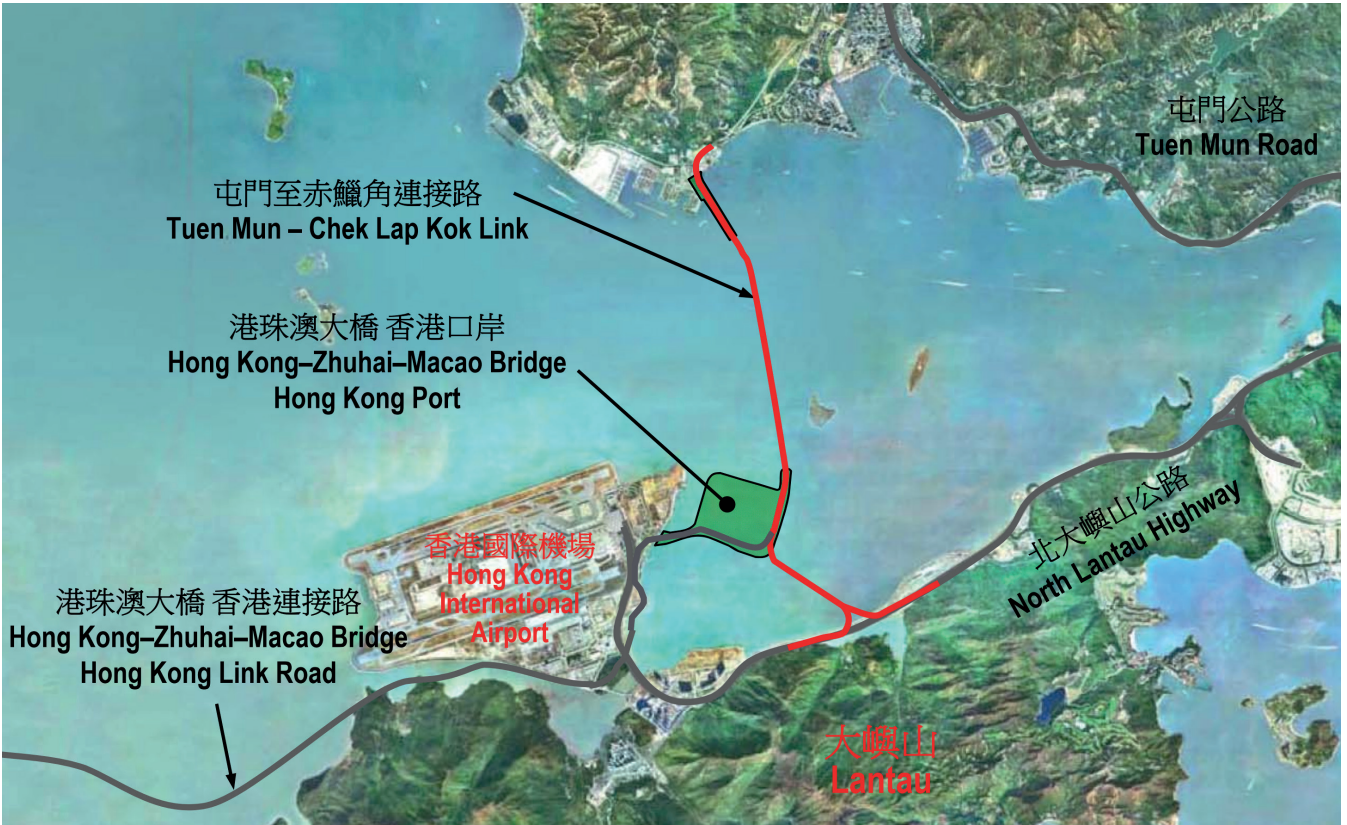 屯門公路
Tuen Mun Road
屯門至赤鱲角連接路
Tuen Mun – Chek Lap Kok Link
港珠澳大橋 香港口岸
Hong Kong–Zhuhai–Macao Bridge
Hong Kong Port
北大嶼山公路
North Lantau Highway
香港國際機場
Hong Kong
International
Airport
港珠澳大橋 香港連接路
Hong Kong–Zhuhai–Macao Bridge
Hong Kong Link Road
大嶼山
Lantau